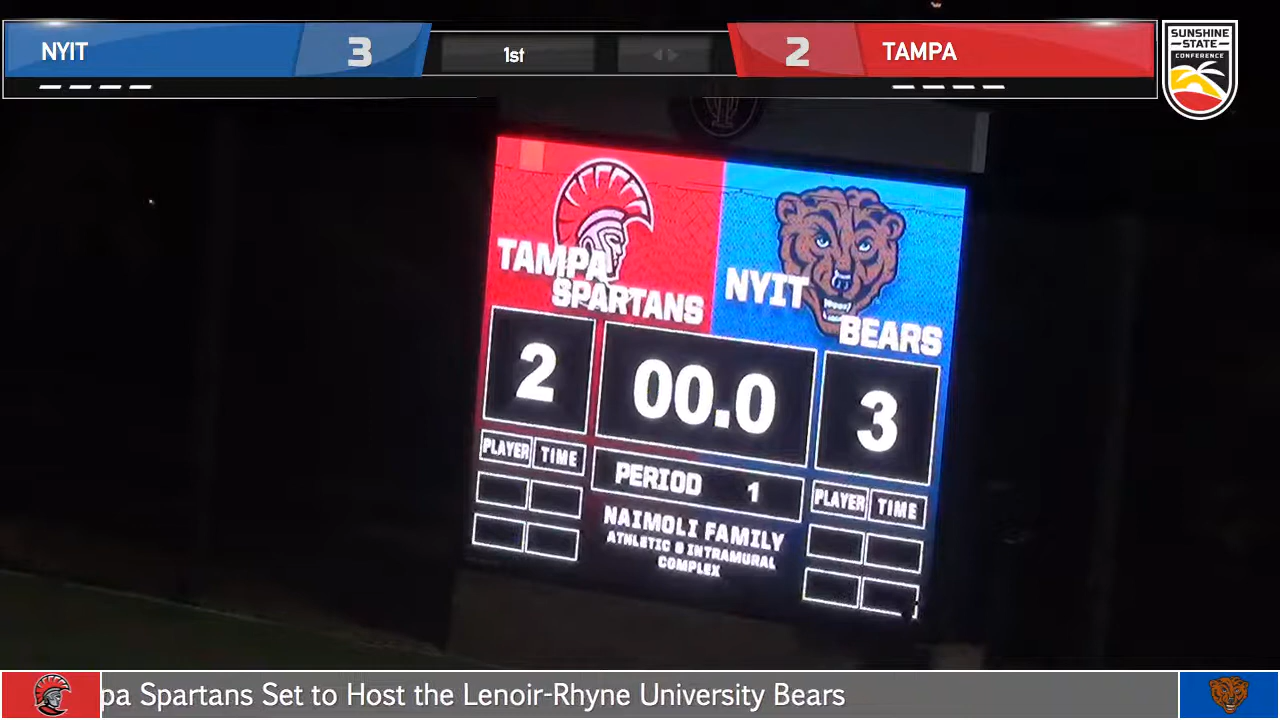 NYIT 3 1st 2 TAMPA
SUNSHINE
STATE
CONFERENCE
TAMPA
SPARTANS
NYIT
BEARS
2 00.0 3
PLAYER TIME
PERIOD 1
PLAYER TIME
NAIMOLI FAMILY
ATHLETIC & INTRAMURAL
COMPLEX
pa Spartans Set to Host the Lenoir-Rhyne University Bears